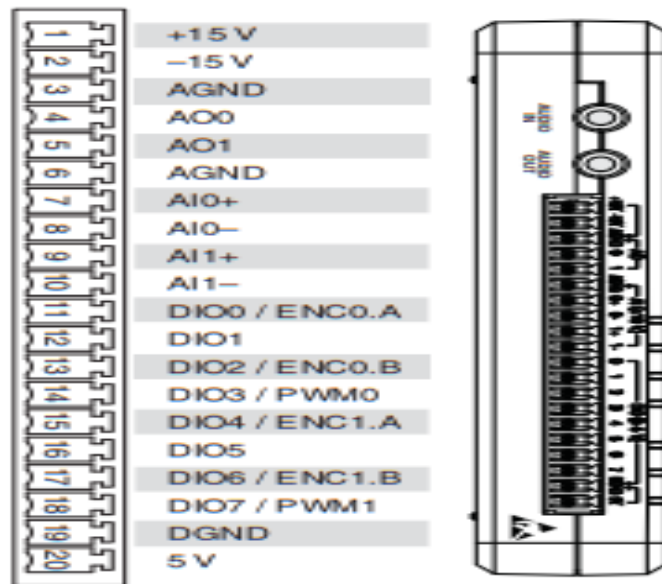 1 +15 V
2 –15 V
3 AGND
4 AO0
5 AO1
6 AGND
7 AI0+
8 AI0–
9 AI1+
10 AI1–
11 DIO0 / ENC0.A
12 DIO1
13 DIO2 / ENC0.B
14 DIO3 / PWM0
15 DIO4 / ENC1.A
16 DIO5
17 DIO6 / ENC1.B
18 DIO7 / PWM1
19 DGND
20 5 V
AUDIO
IN
AUDIO
OUT